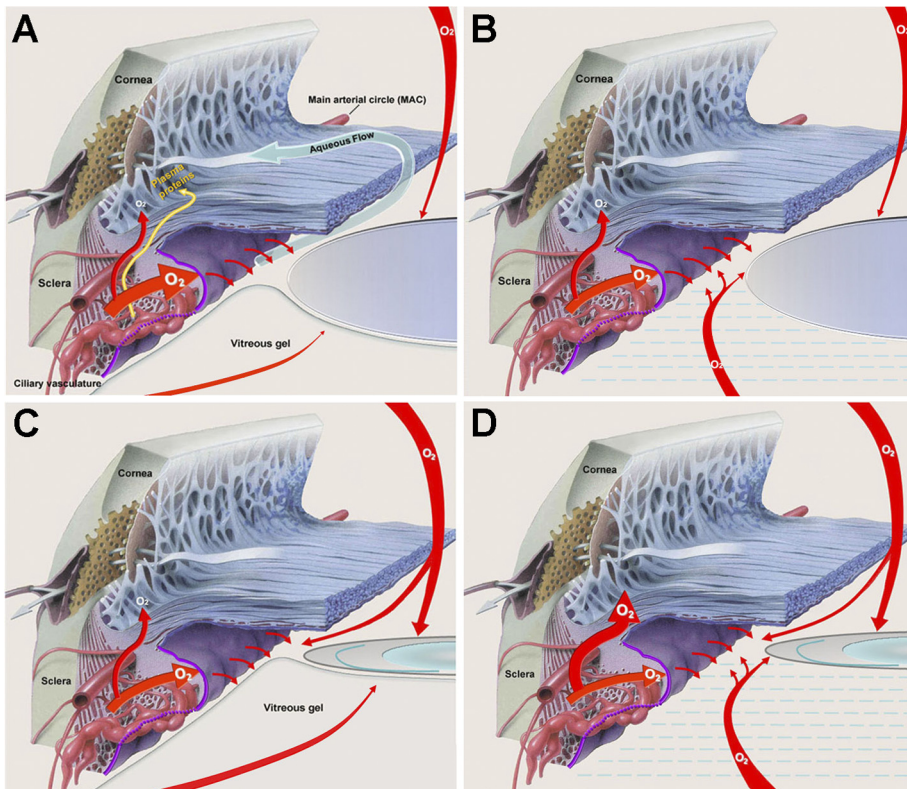 A
O₂
Cornea
Main arterial circle (MAC)
Aqueous Flow
Plasma
proteins
O₂
O₂
Sclera
Vitreous gel
Ciliary vasculature
B
O₂
Cornea
O₂
O₂
Sclera
O₂
C
O₂
Cornea
O₂
O₂
Sclera
Vitreous gel
D
O₂
Cornea
O₂
O₂
Sclera
O₂